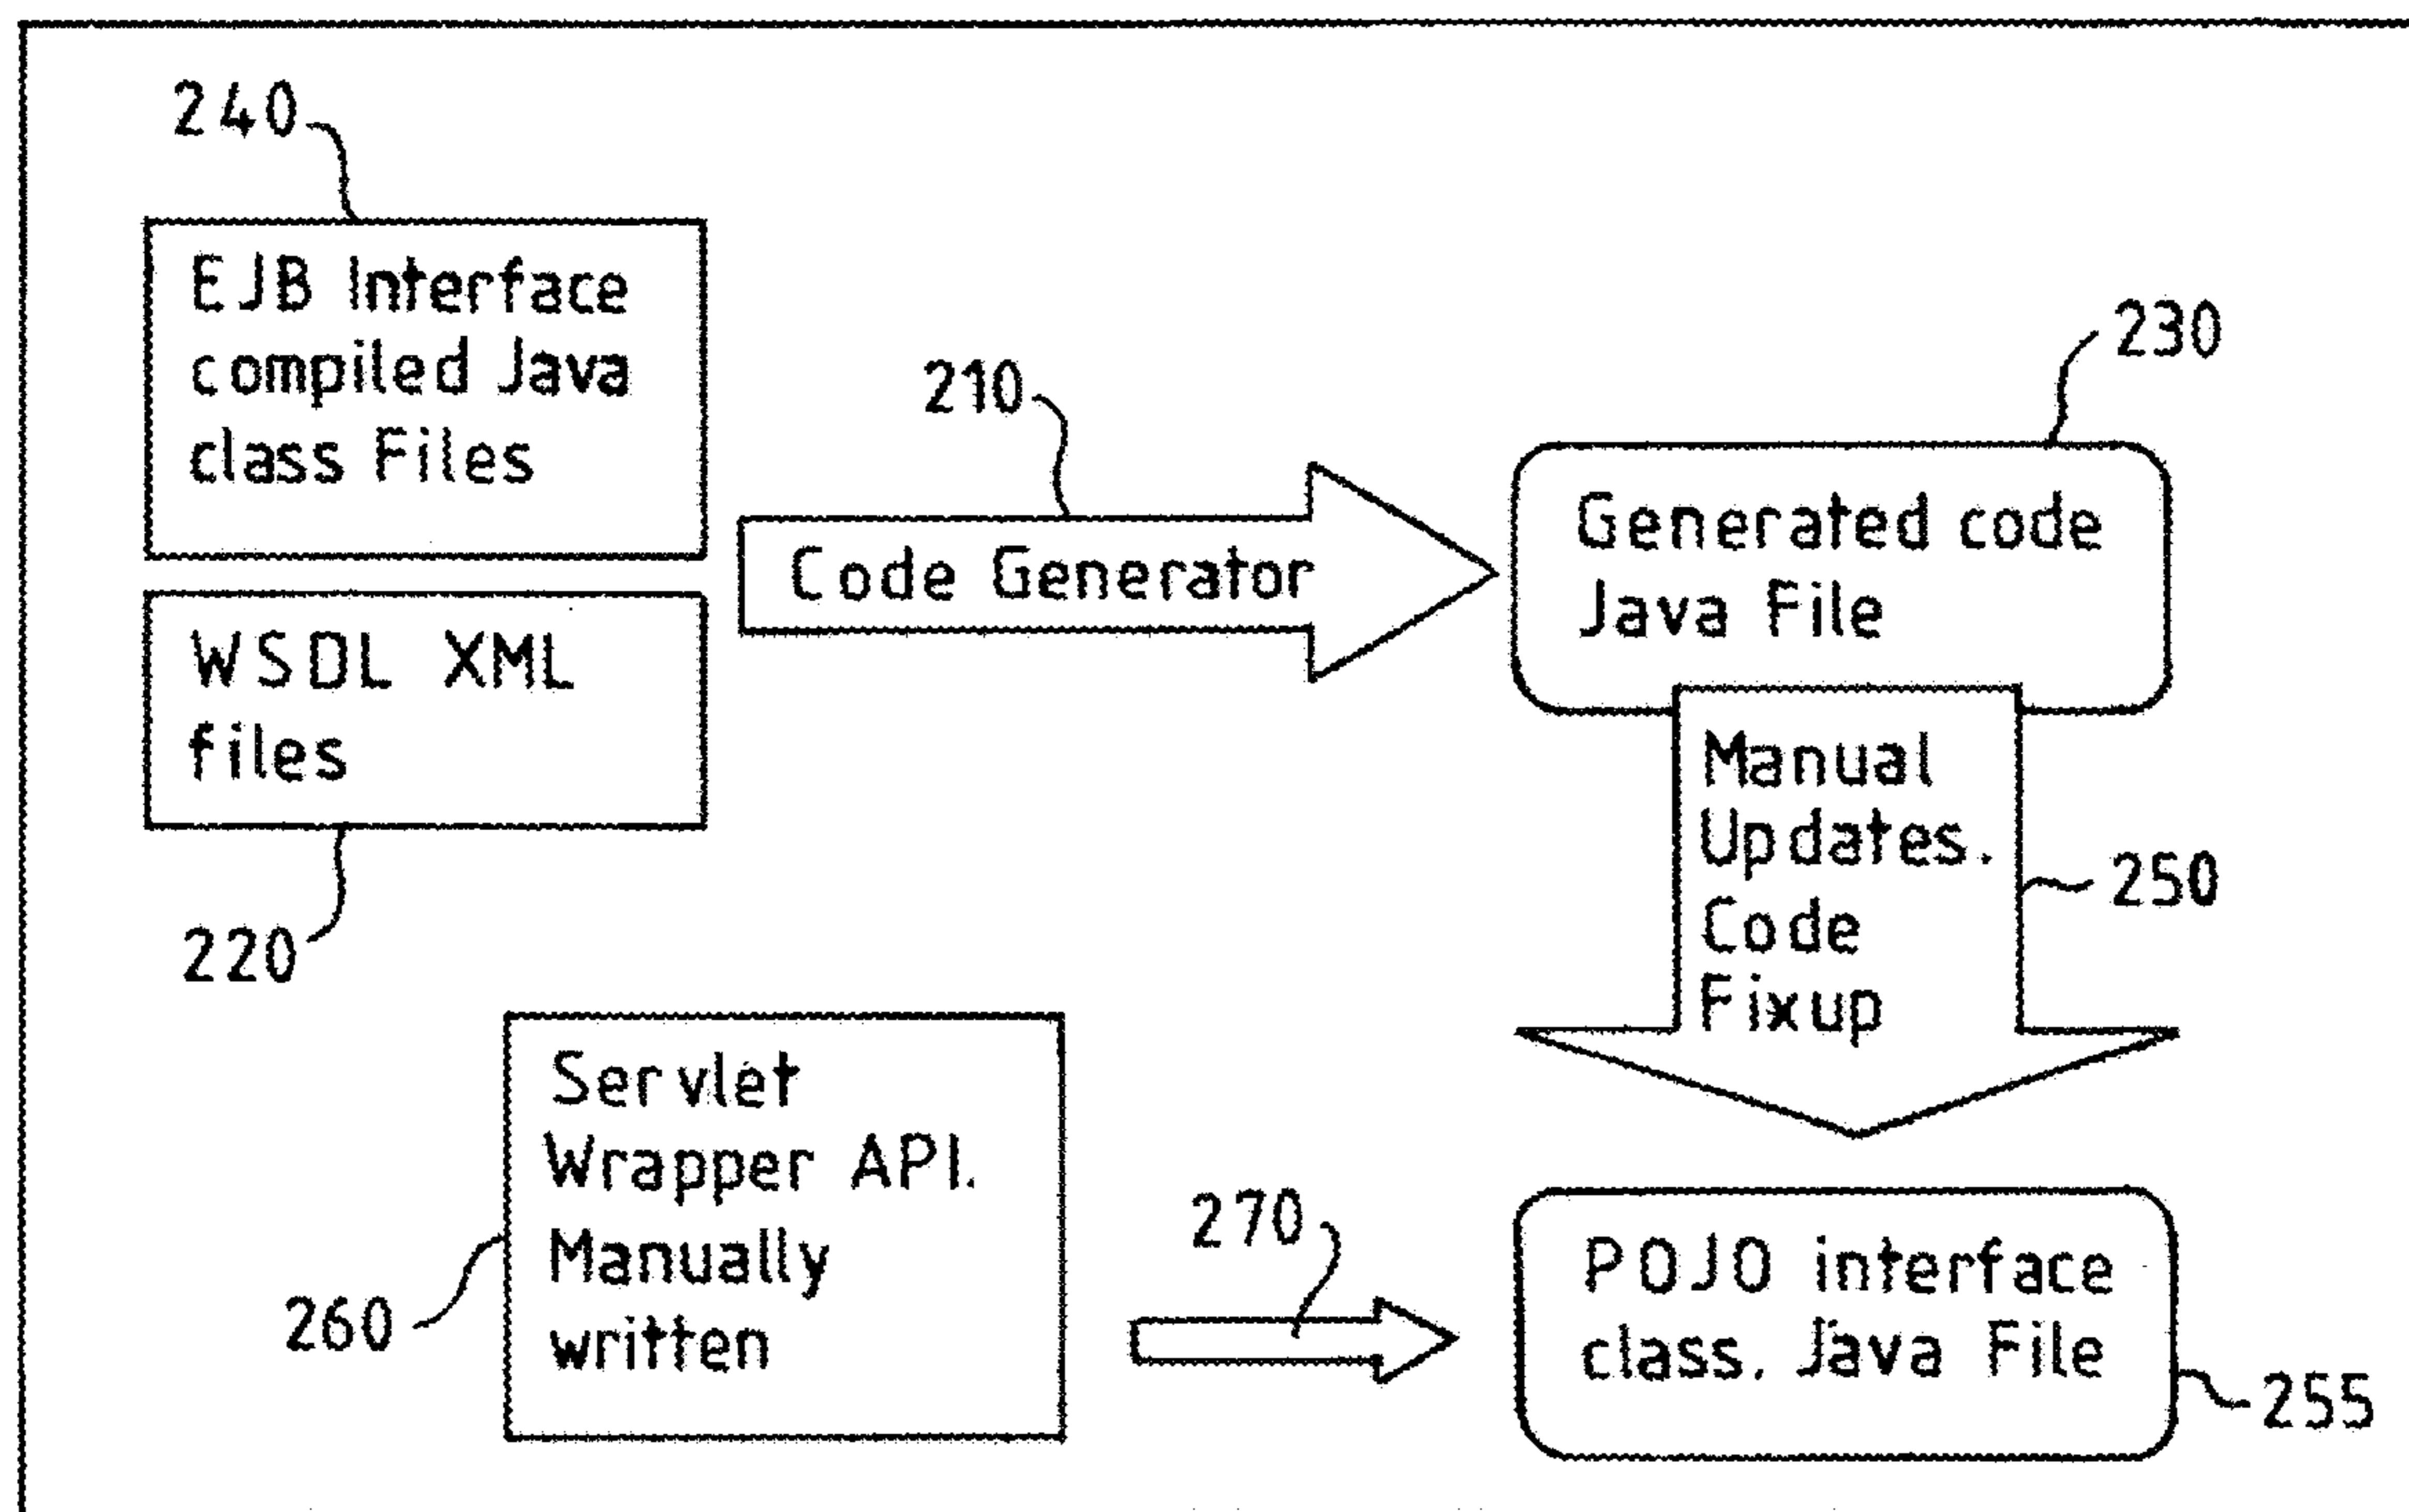 240
EJB Interface
compiled Java
class Files
WSDL XML
files
220
210
Code Generator
230
Generated code
Java File
Manual
Updates.
Code
Fixup
250
Servlet
Wrapper API.
Manually
written
260
270
POJO interface
class. Java File
255